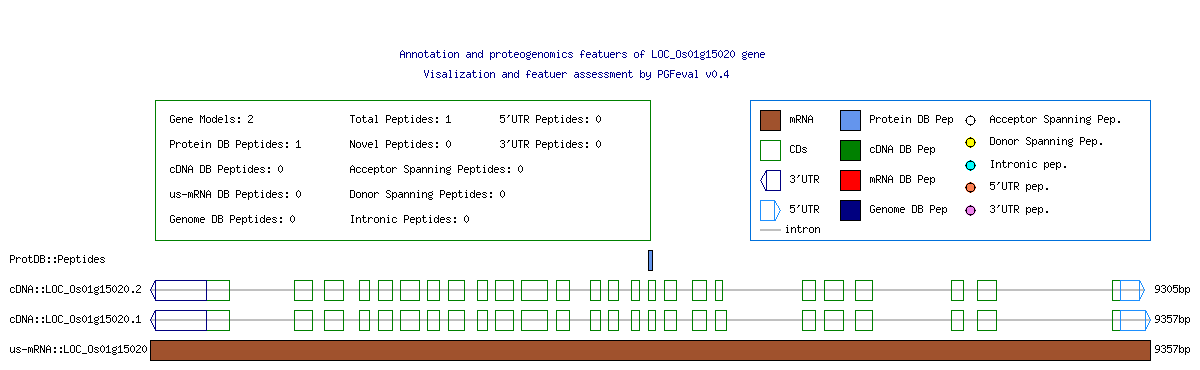 Annotation and proteogenomics featuers of LOC_Os01g15020 gene
Visalization and featuer assessment by PGFeval v0.4
Gene Models: 2 Total Peptides: 1 5'UTR Peptides: 0
Protein DB Peptides: 1 Novel Peptides: 0 3'UTR Peptides: 0
cDNA DB Peptides: 0 Acceptor Spanning Peptides: 0
us-mRNA DB Peptides: 0 Donor Spanning Peptides: 0
Genome DB Peptides: 0 Intronic Peptides: 0
mRNA Protein DB Pep Acceptor Spanning Pep.
CDs cDNA DB Pep Donor Spanning Pep.
3'UTR mRNA DB Pep Intronic pep.
5'UTR Genome DB Pep 5'UTR pep.
intron 3'UTR pep.
ProtDB::Peptides
cDNA::LOC_Os01g15020.2 9305bp
cDNA::LOC_Os01g15020.1 9357bp
us-mRNA::LOC_Os01g15020 9357bp